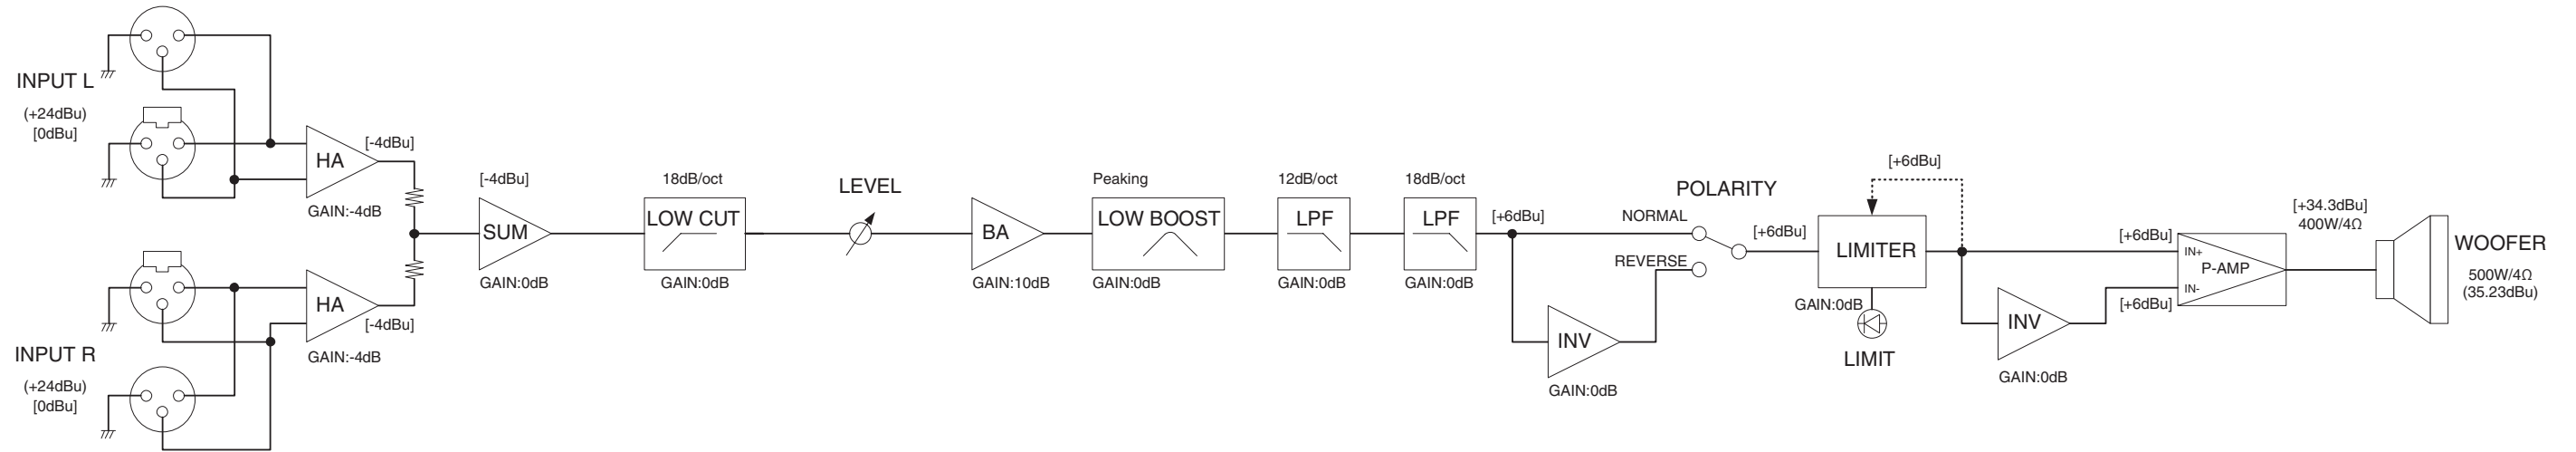 INPUT L
(+24dBu)
[0dBu]
HA
[-4dBu]
GAIN:-4dB
INPUT R
(+24dBu)
[0dBu]
HA
[-4dBu]
GAIN:-4dB
[-4dBu]
SUM
GAIN:0dB
18dB/oct
LOW CUT
GAIN:0dB
LEVEL
BA
GAIN:10dB
Peaking
LOW BOOST
GAIN:0dB
12dB/oct
LPF
GAIN:0dB
18dB/oct
LPF
GAIN:0dB
[+6dBu]
INV
GAIN:0dB
POLARITY
NORMAL
REVERSE
[+6dBu]
[+6dBu]
LIMITER
GAIN:0dB
LIMIT
INV
GAIN:0dB
[+6dBu]
IN+
P-AMP
IN-
[+6dBu]
[+34.3dBu]
400W/4Ω
WOOFER
500W/4Ω
(35.23dBu)